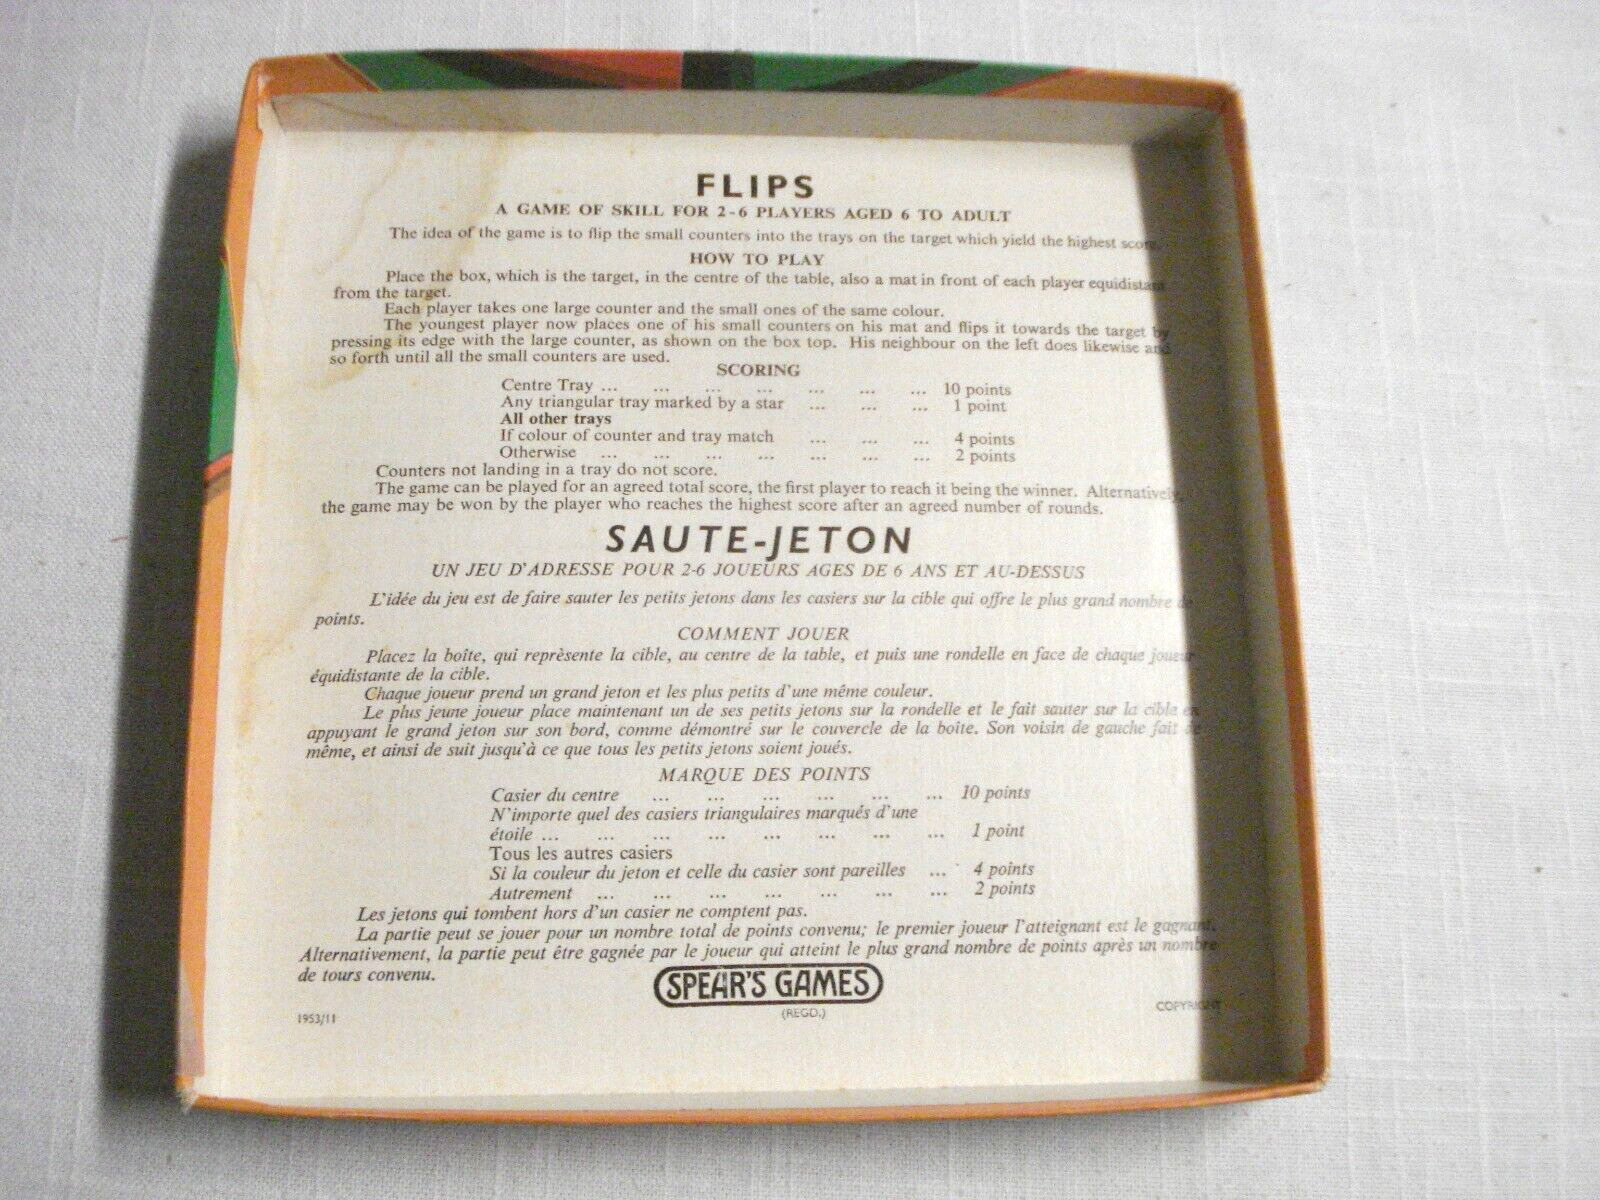 FLIPS
A GAME OF SKILL FOR 2-6 PLAYERS AGED 6 TO ADULT
The idea of the game is to flip the small counters into the trays on the target which yield the highest score.
HOW TO PLAY
Place the box, which is the target, in the centre of the table, also a mat in front of each player equidistant
from the target.
Each player takes one large counter and the small ones of the same colour.
The youngest player now places one of his small counters on his mat and flips it towards the target by
pressing its edge with the large counter, as shown on the box top. His neighbour on the left does likewise and
so forth until all the small counters are used.
SCORING
Centre Tray ... ... ... ... ... ... ... 10 points
Any triangular tray marked by a star ... ... ... 1 point
All other trays
If colour of counter and tray match ... ... ... 4 points
Otherwise ... ... ... ... ... ... ... 2 points
Counters not landing in a tray do not score.
The game can be played for an agreed total score, the first player to reach it being the winner. Alternatively,
the game may be won by the player who reaches the highest score after an agreed number of rounds.
SAUTE-JETON
UN JEU D'ADRESSE POUR 2-6 JOUEURS AGES DE 6 ANS ET AU-DESSUS
L'idée du jeu est de faire sauter les petits jetons dans les casiers sur la cible qui offre le plus grand nombre de
points.
COMMENT JOUER
Placez la boîte, qui représente la cible, au centre de la table, et puis une rondelle en face de chaque joueur
équidistante de la cible.
Chaque joueur prend un grand jeton et les plus petits d'une même couleur.
Le plus jeune joueur place maintenant un de ses petits jetons sur la rondelle et le fait sauter sur la cible en
appuyant le grand jeton sur son bord, comme démontré sur le couvercle de la boîte. Son voisin de gauche fait de
même, et ainsi de suit jusqu'à ce que tous les petits jetons soient joués.
MARQUE DES POINTS
Casier du centre ... ... ... ... ... ... 10 points
N'importe quel des casiers triangulaires marqués d'une
étoile ... ... ... ... ... ... ... ... 1 point
Tous les autres casiers
Si la couleur du jeton et celle du casier sont pareilles ... 4 points
Autrement ... ... ... ... ... ... ... 2 points
Les jetons qui tombent hors d'un casier ne comptent pas.
La partie peut se jouer pour un nombre total de points convenu; le premier joueur l'atteignant est le gagnant.
Alternativement, la partie peut être gagnée par le joueur qui atteint le plus grand nombre de points après un nombre
de tours convenu.
SPEAR'S GAMES
(REGD.)
1953/11
COPYRIGHT